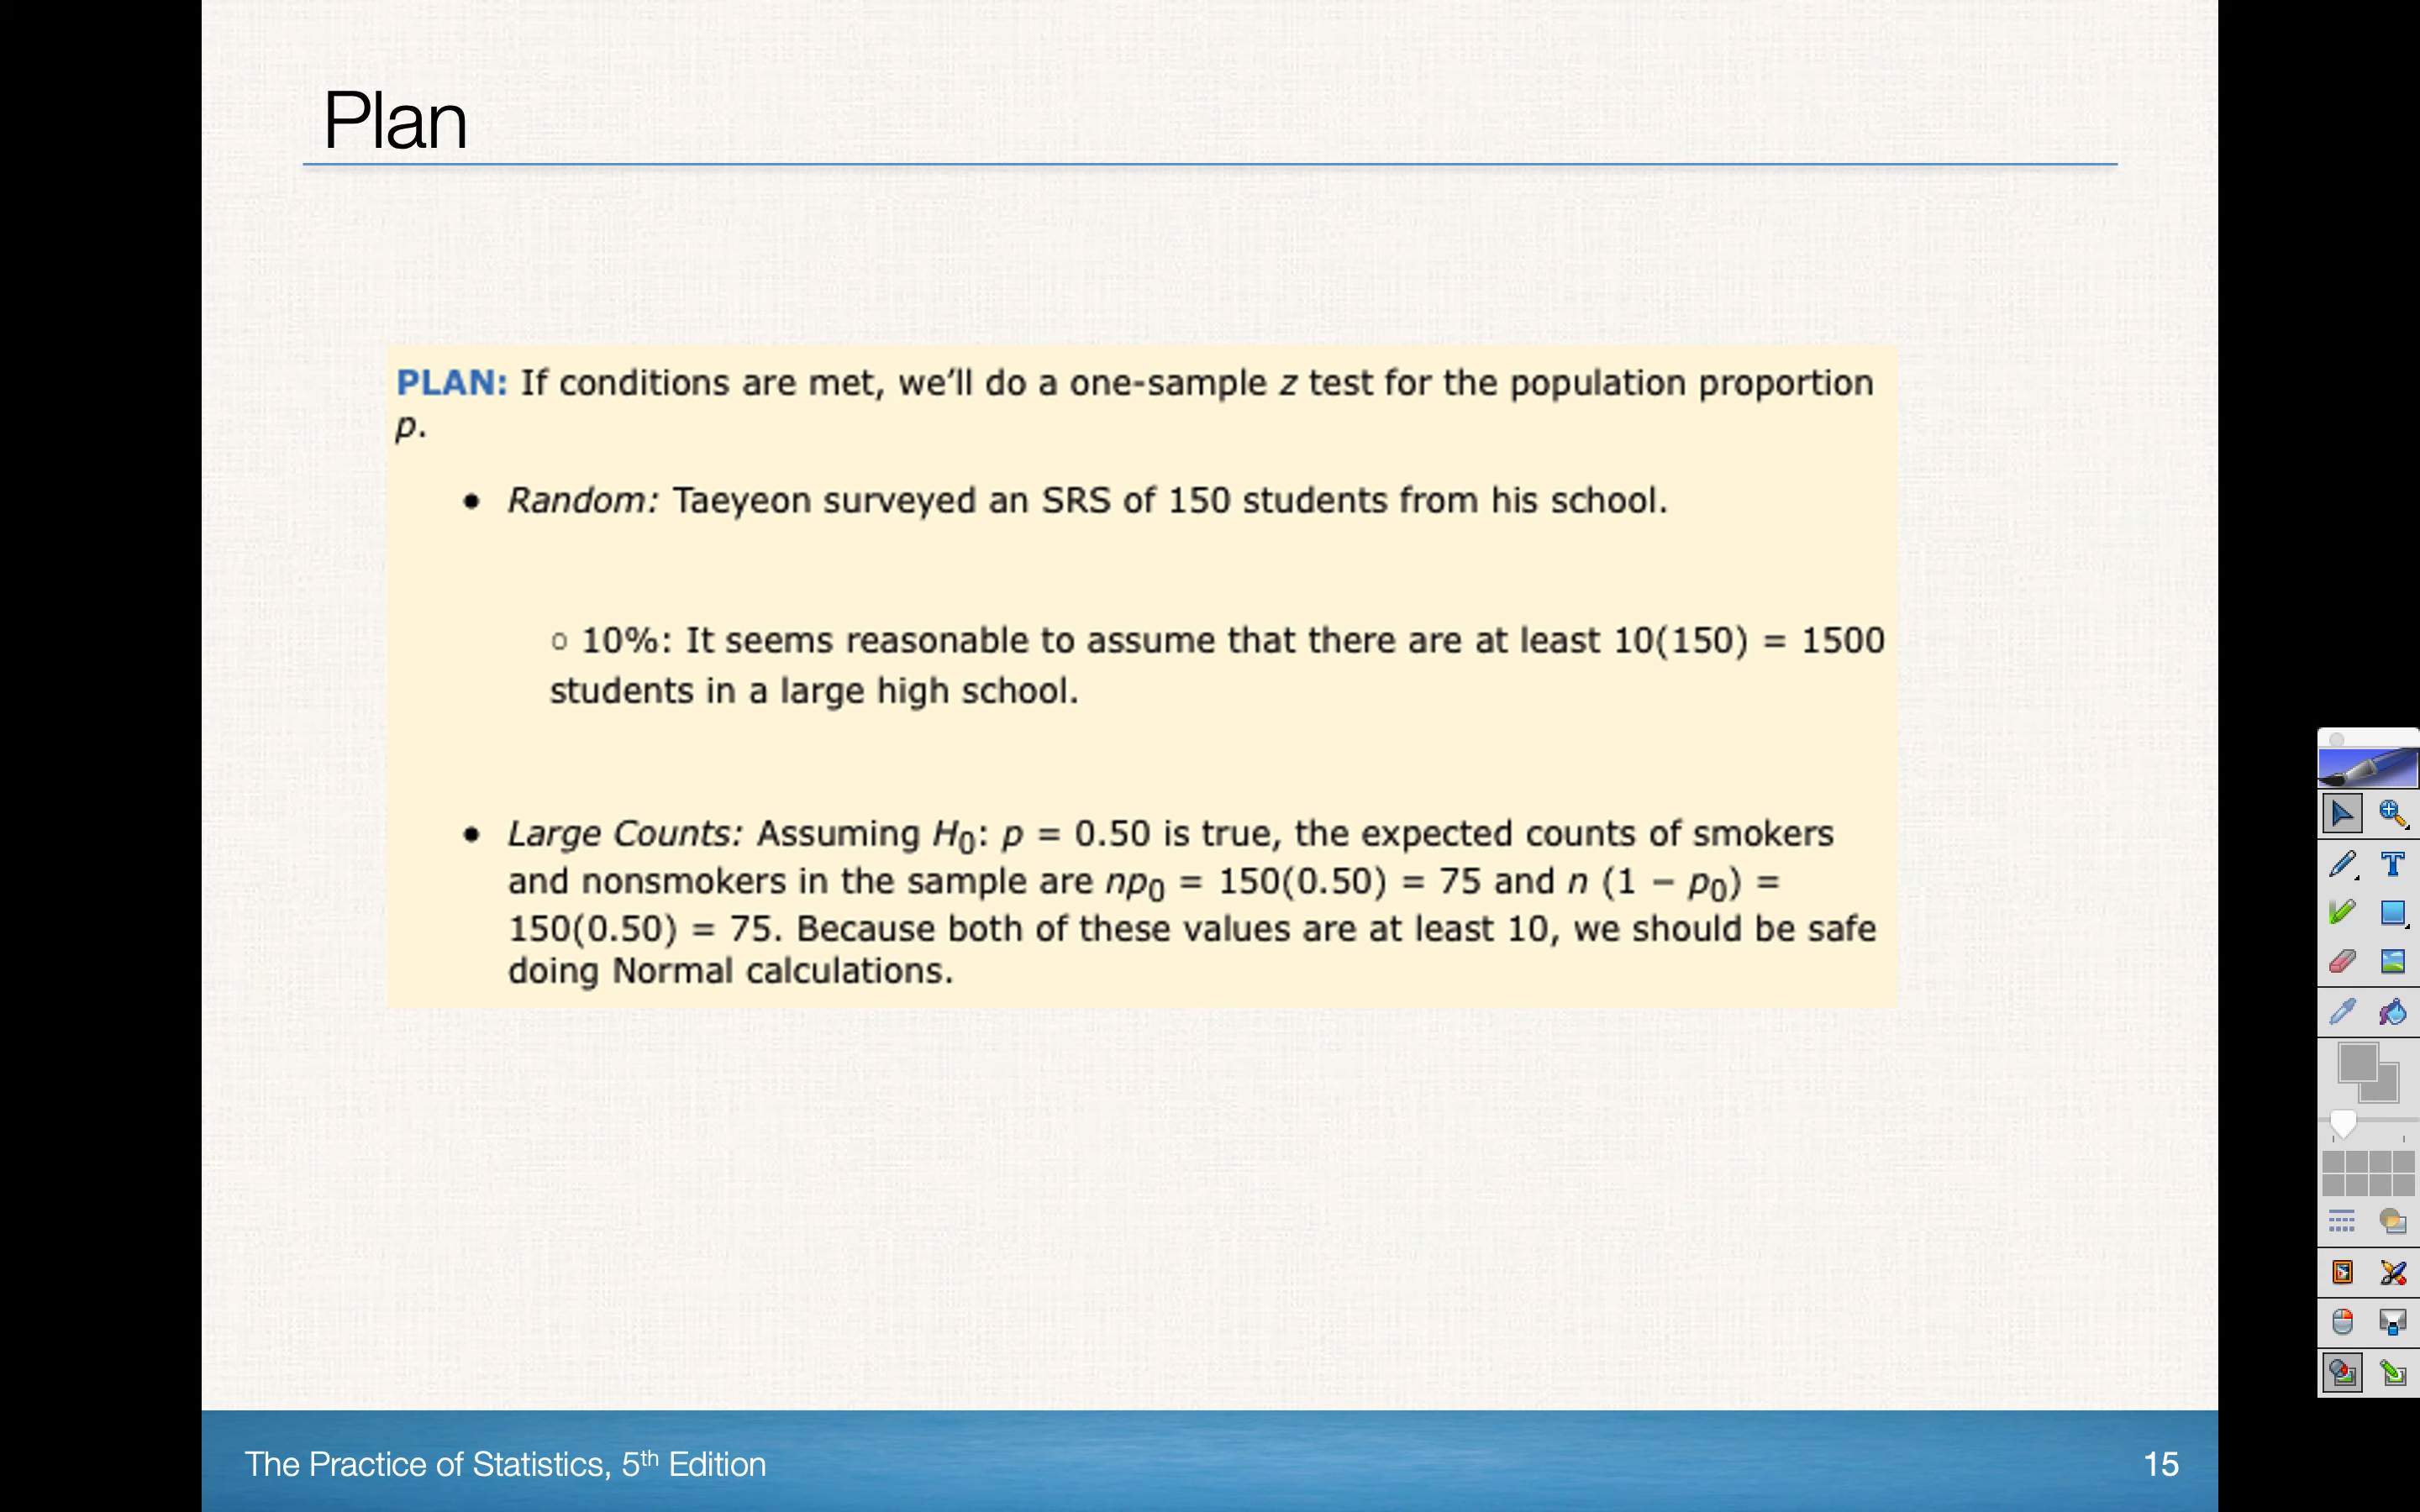 Plan
PLAN: If conditions are met, we'll do a one-sample z test for the population proportion
p.
• Random: Taeyeon surveyed an SRS of 150 students from his school.
○ 10%: It seems reasonable to assume that there are at least 10(150) = 1500
students in a large high school.
• Large Counts: Assuming H₀: p = 0.50 is true, the expected counts of smokers
and nonsmokers in the sample are np₀ = 150(0.50) = 75 and n (1 − p₀) =
150(0.50) = 75. Because both of these values are at least 10, we should be safe
doing Normal calculations.
The Practice of Statistics, 5th Edition
15